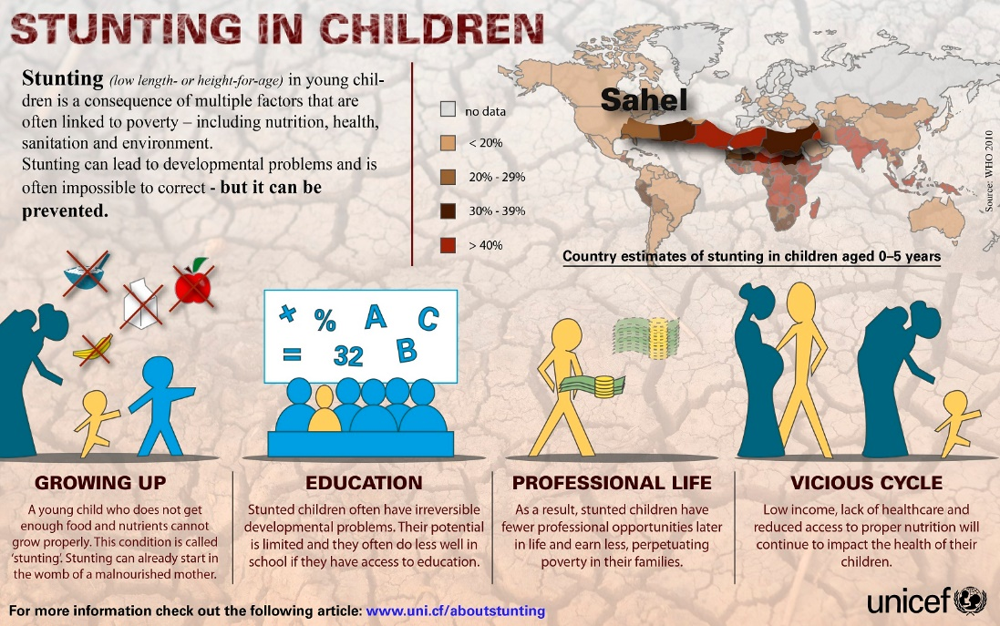 STUNTING IN CHILDREN
Stunting (low length- or height-for-age) in young chil-
dren is a consequence of multiple factors that are
often linked to poverty – including nutrition, health,
sanitation and environment.
Stunting can lead to developmental problems and is
often impossible to correct - but it can be
prevented.
no data
< 20%
20% - 29%
30% - 39%
> 40%
Sahel
Source: WHO 2010
Country estimates of stunting in children aged 0–5 years
+ % A C
= 32 B
GROWING UP
A young child who does not get
enough food and nutrients cannot
grow properly. This condition is called
'stunting'. Stunting can already start in
the womb of a malnourished mother.
EDUCATION
Stunted children often have irreversible
developmental problems. Their potential
is limited and they often do less well in
school if they have access to education.
PROFESSIONAL LIFE
As a result, stunted children have
fewer professional opportunities later
in life and earn less, perpetuating
poverty in their families.
VICIOUS CYCLE
Low income, lack of healthcare and
reduced access to proper nutrition will
continue to impact the health of their
children.
For more information check out the following article: www.uni.cf/aboutstunting
unicef